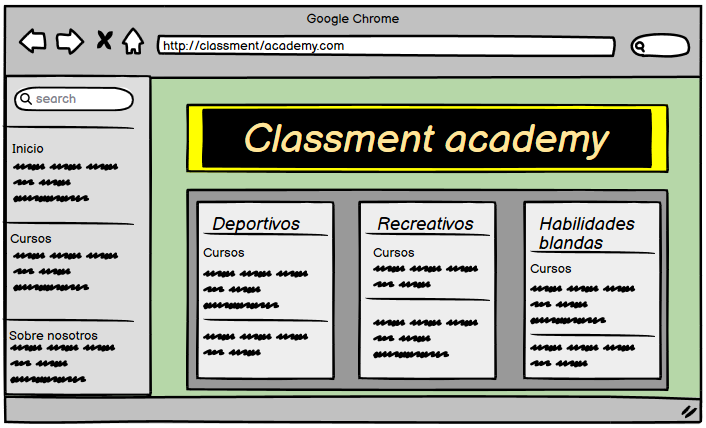 Google Chrome
http://classment/academy.com
search
Inicio
Cursos
Sobre nosotros
Classment academy
Deportivos
Cursos
Recreativos
Cursos
Habilidades
blandas
Cursos